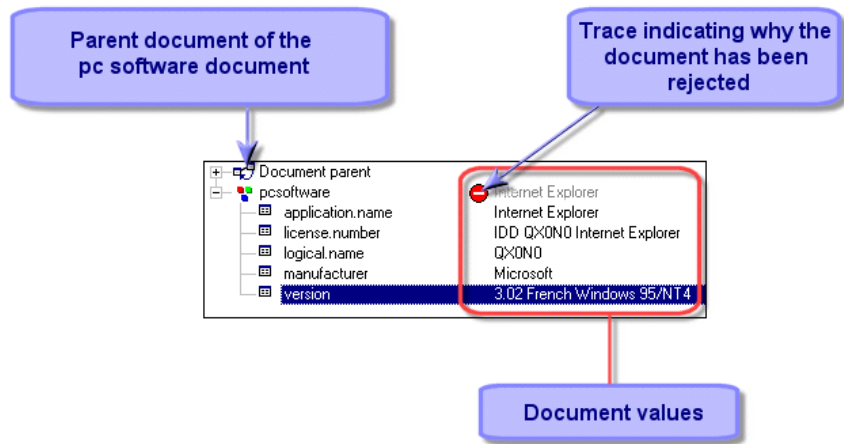 Parent document of the
pc software document
Trace indicating why the
document has been
rejected
Document parent
pcsoftware Internet Explorer
application.name Internet Explorer
license.number IDD QX0N0 Internet Explorer
logical.name QX0N0
manufacturer Microsoft
version 3.02 French Windows 95/NT4
Document values